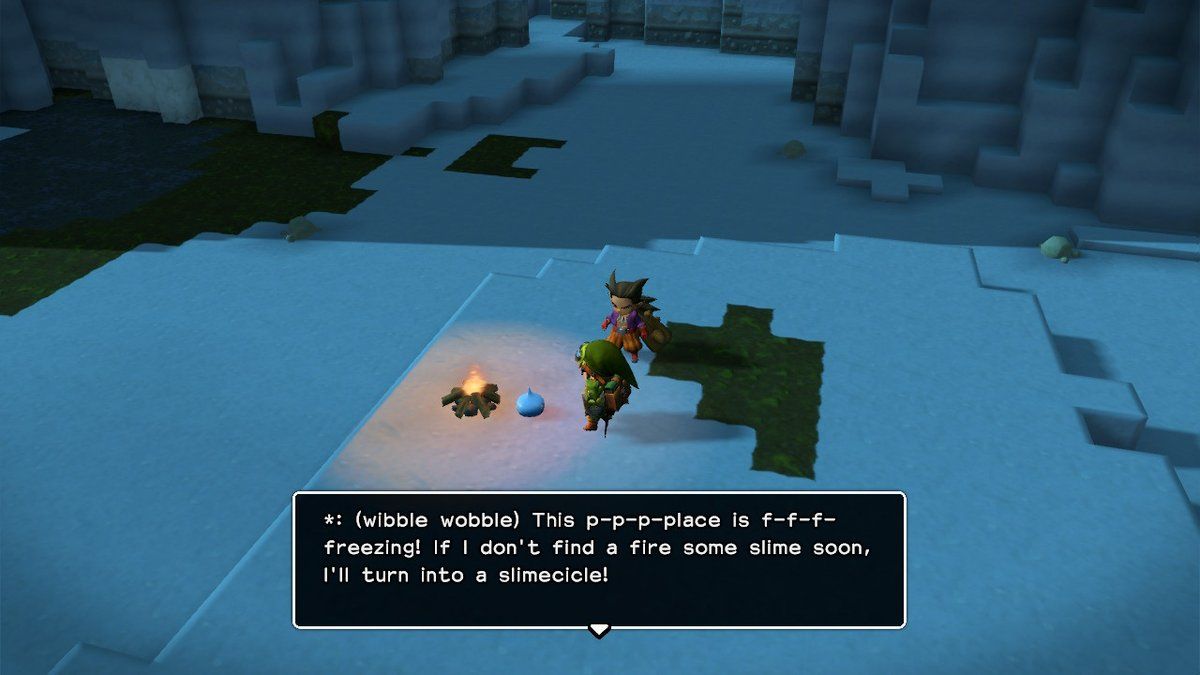 *: (wibble wobble) This p-p-p-place is f-f-f-
freezing! If I don't find a fire some slime soon,
I'll turn into a slimecicle!